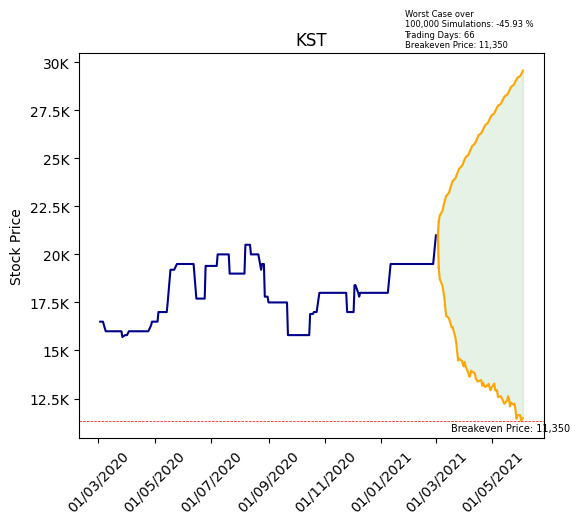 Worst Case over
100,000 Simulations: -45.93 %
Trading Days: 66
Breakeven Price: 11,350
KST
Stock Price
30K
27.5K
25K
22.5K
20K
17.5K
15K
12.5K
Breakeven Price: 11,350
01/03/2020
01/05/2020
01/07/2020
01/09/2020
01/11/2020
01/01/2021
01/03/2021
01/05/2021